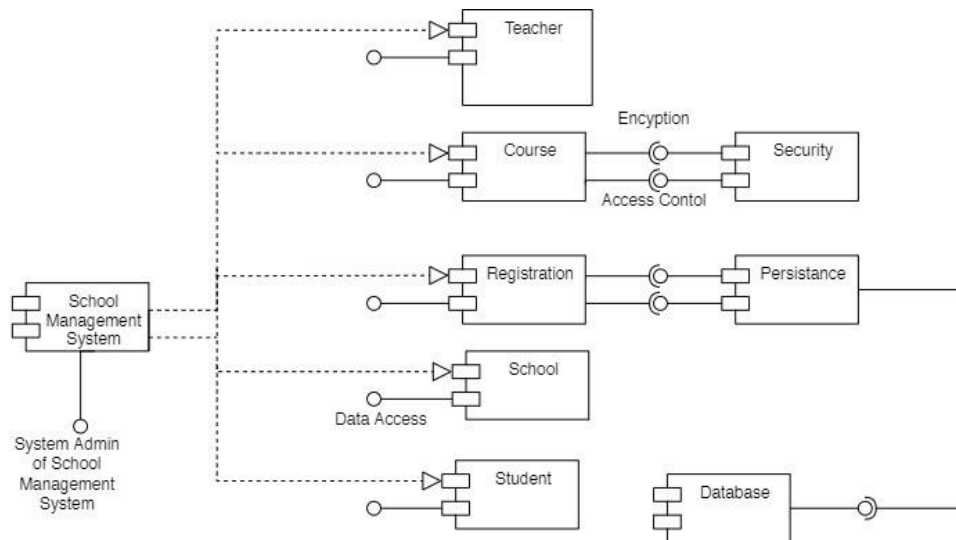 Teacher
Encyption
Course
Security
Access Contol
Registration
Persistance
School
Management
System
School
Data Access
System Admin
of School
Management
System
Student
Database